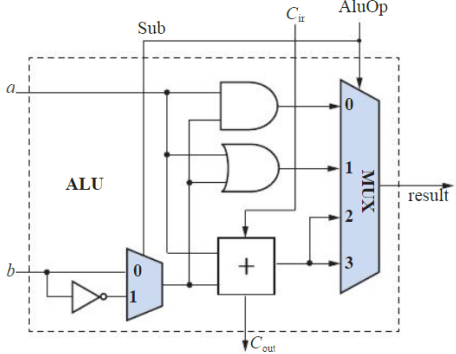 Sub
C_ir
AluOp
a
ALU
0
1
MUX
2
result
b
0
1
+
3
C_out